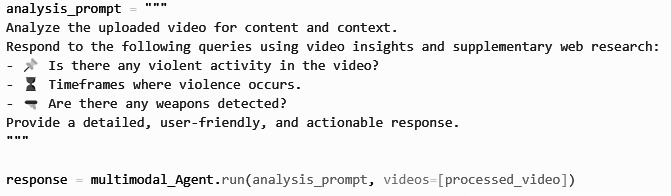 analysis_prompt = """
Analyze the uploaded video for content and context.
Respond to the following queries using video insights and supplementary web research:
- 📌 Is there any violent activity in the video?
- ⌛ Timeframes where violence occurs.
- 🔫 Are there any weapons detected?
Provide a detailed, user-friendly, and actionable response.
"""
response = multimodal_Agent.run(analysis_prompt, videos=[processed_video])